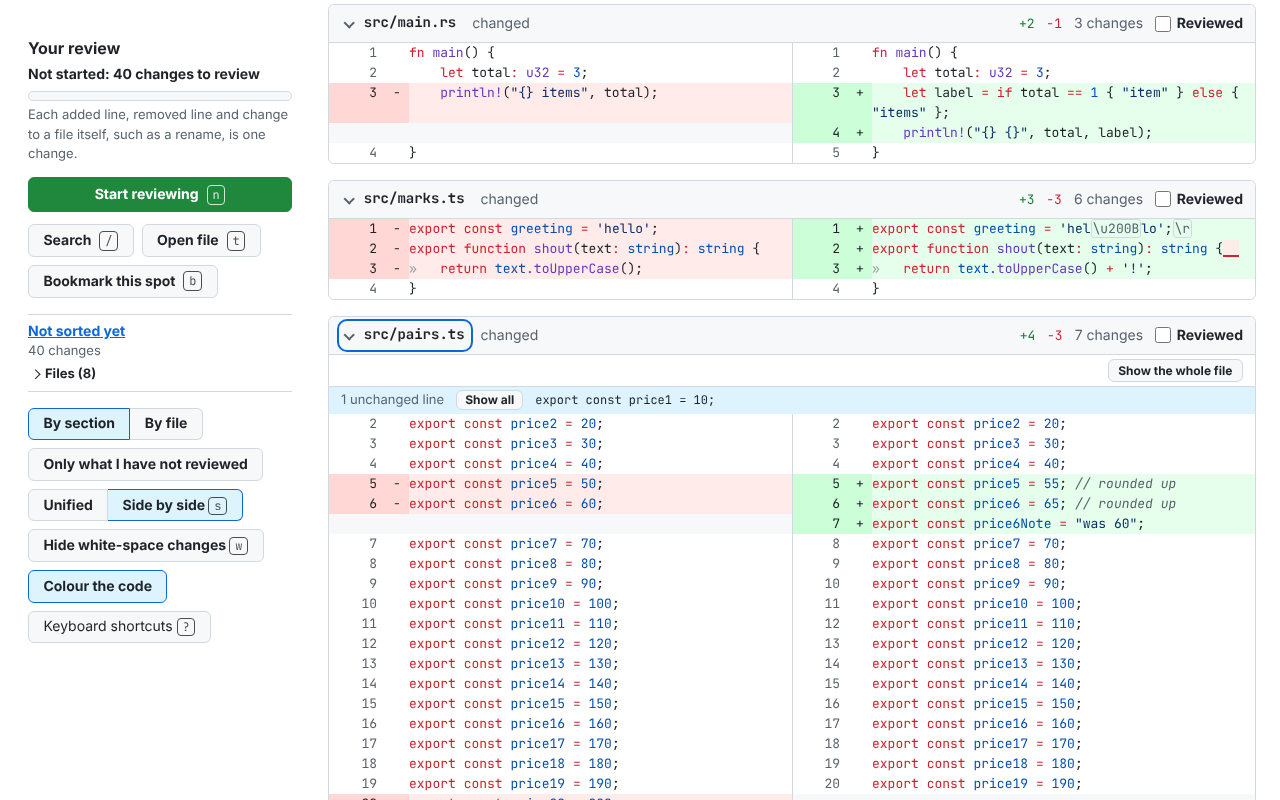 Your review
Not started: 40 changes to review
Each added line, removed line and change
to a file itself, such as a rename, is one
change.
Start reviewing n
Search / Open file t
Bookmark this spot b
Not sorted yet
40 changes
Files (8)
By section By file
Only what I have not reviewed
Unified Side by side s
Hide white-space changes w
Colour the code
Keyboard shortcuts ?
src/main.rs changed +2 -1 3 changes Reviewed
1 fn main() { 1 fn main() {
2 let total: u32 = 3; 2 let total: u32 = 3;
3 - println!("{} items", total); 3 + let label = if total == 1 { "item" } else {
"items" };
4 + println!("{} {}", total, label);
4 } 5 }
src/marks.ts changed +3 -3 6 changes Reviewed
1 - export const greeting = 'hello'; 1 + export const greeting = 'hel\u200Blo';\r
2 - export function shout(text: string): string { 2 + export function shout(text: string): string {
3 - » return text.toUpperCase(); 3 + » return text.toUpperCase() + '!';
4 } 4 }
src/pairs.ts changed +4 -3 7 changes Reviewed
Show the whole file
1 unchanged line Show all export const price1 = 10;
2 export const price2 = 20; 2 export const price2 = 20;
3 export const price3 = 30; 3 export const price3 = 30;
4 export const price4 = 40; 4 export const price4 = 40;
5 - export const price5 = 50; 5 + export const price5 = 55; // rounded up
6 - export const price6 = 60; 6 + export const price6 = 65; // rounded up
7 + export const price6Note = "was 60";
7 export const price7 = 70; 8 export const price7 = 70;
8 export const price8 = 80; 9 export const price8 = 80;
9 export const price9 = 90; 10 export const price9 = 90;
10 export const price10 = 100; 11 export const price10 = 100;
11 export const price11 = 110; 12 export const price11 = 110;
12 export const price12 = 120; 13 export const price12 = 120;
13 export const price13 = 130; 14 export const price13 = 130;
14 export const price14 = 140; 15 export const price14 = 140;
15 export const price15 = 150; 16 export const price15 = 150;
16 export const price16 = 160; 17 export const price16 = 160;
17 export const price17 = 170; 18 export const price17 = 170;
18 export const price18 = 180; 19 export const price18 = 180;
19 export const price19 = 190; 20 export const price19 = 190;